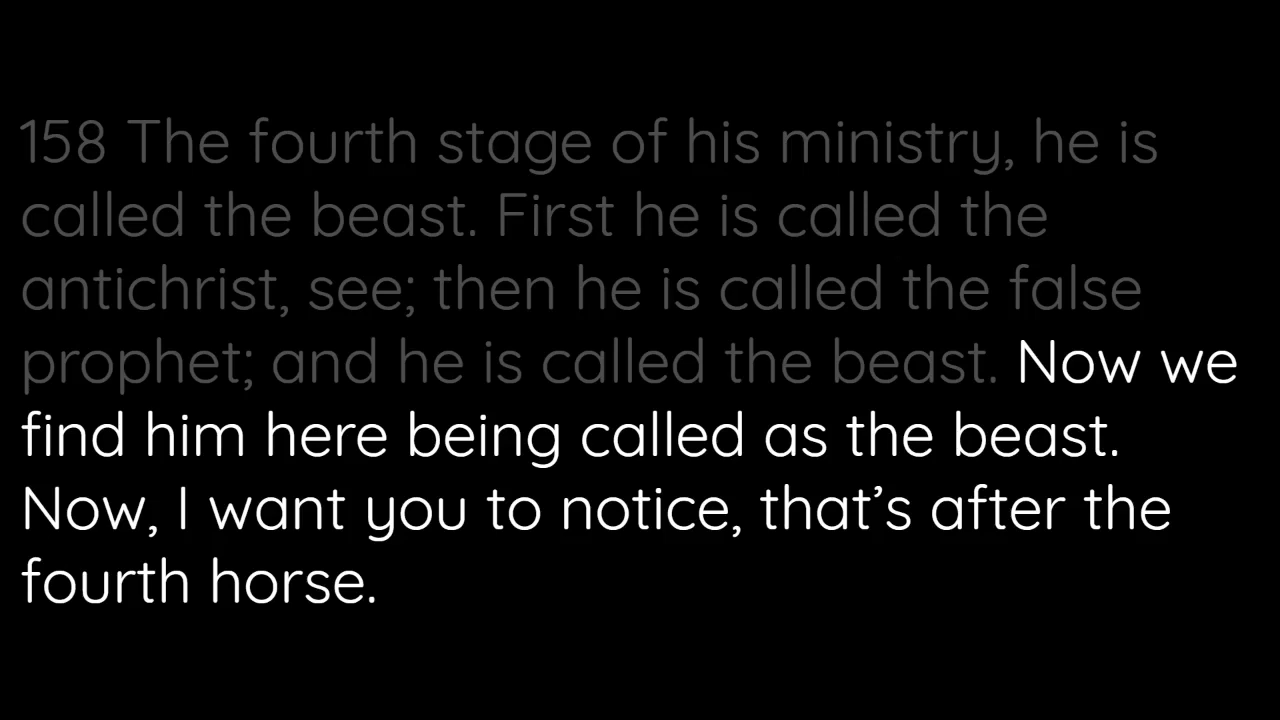 158 The fourth stage of his ministry, he is
called the beast. First he is called the
antichrist, see; then he is called the false
prophet; and he is called the beast. Now we
find him here being called as the beast.
Now, I want you to notice, that’s after the
fourth horse.